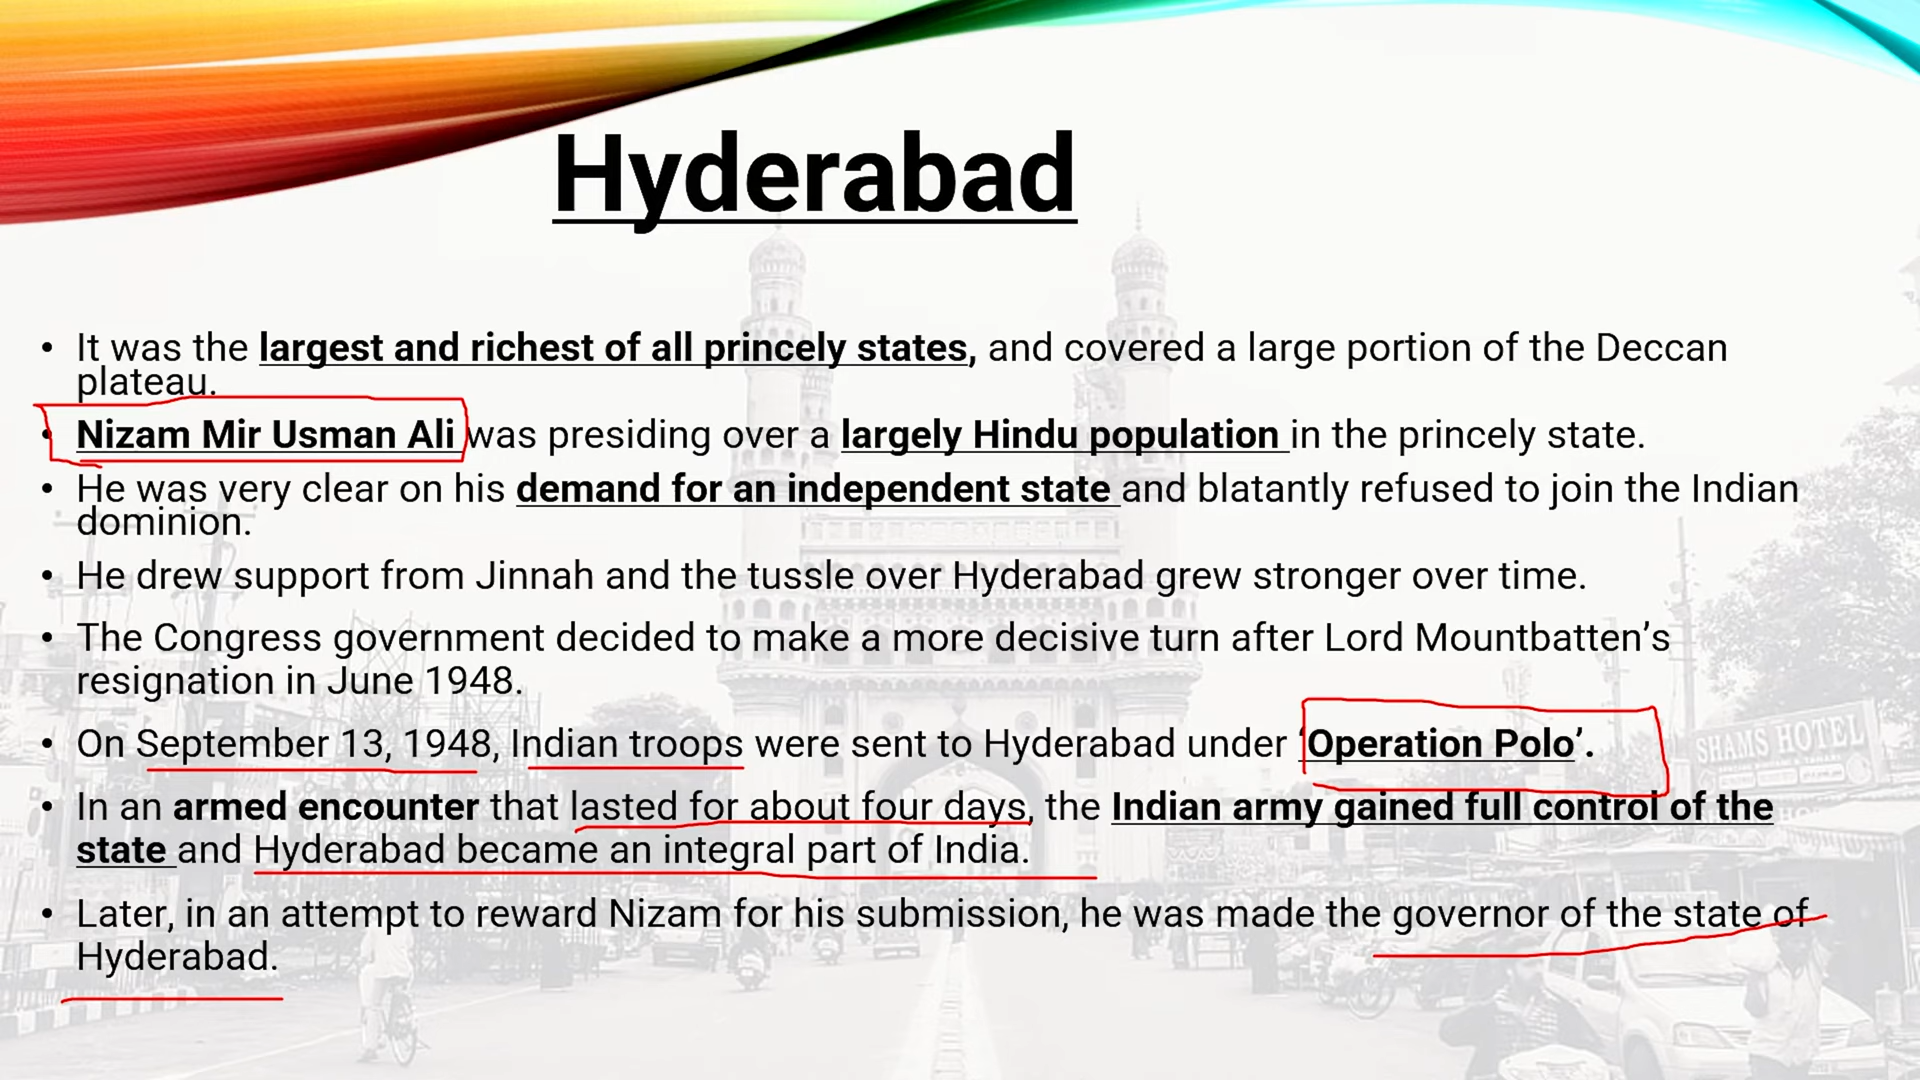 Hyderabad
• It was the largest and richest of all princely states, and covered a large portion of the Deccan
plateau.
• Nizam Mir Usman Ali was presiding over a largely Hindu population in the princely state.
• He was very clear on his demand for an independent state and blatantly refused to join the Indian
dominion.
• He drew support from Jinnah and the tussle over Hyderabad grew stronger over time.
• The Congress government decided to make a more decisive turn after Lord Mountbatten’s
resignation in June 1948.
• On September 13, 1948, Indian troops were sent to Hyderabad under ‘Operation Polo’.
SHAMS HOTEL
• In an armed encounter that lasted for about four days, the Indian army gained full control of the
state and Hyderabad became an integral part of India.
• Later, in an attempt to reward Nizam for his submission, he was made the governor of the state of
Hyderabad.